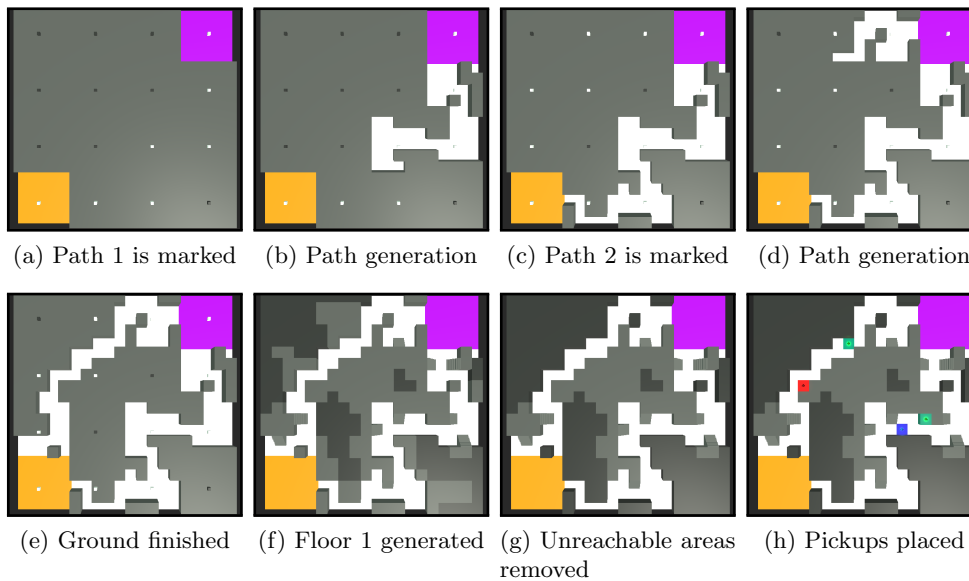 (a) Path 1 is marked
(b) Path generation
(c) Path 2 is marked
(d) Path generation
(e) Ground finished
(f) Floor 1 generated
(g) Unreachable areas
removed
(h) Pickups placed